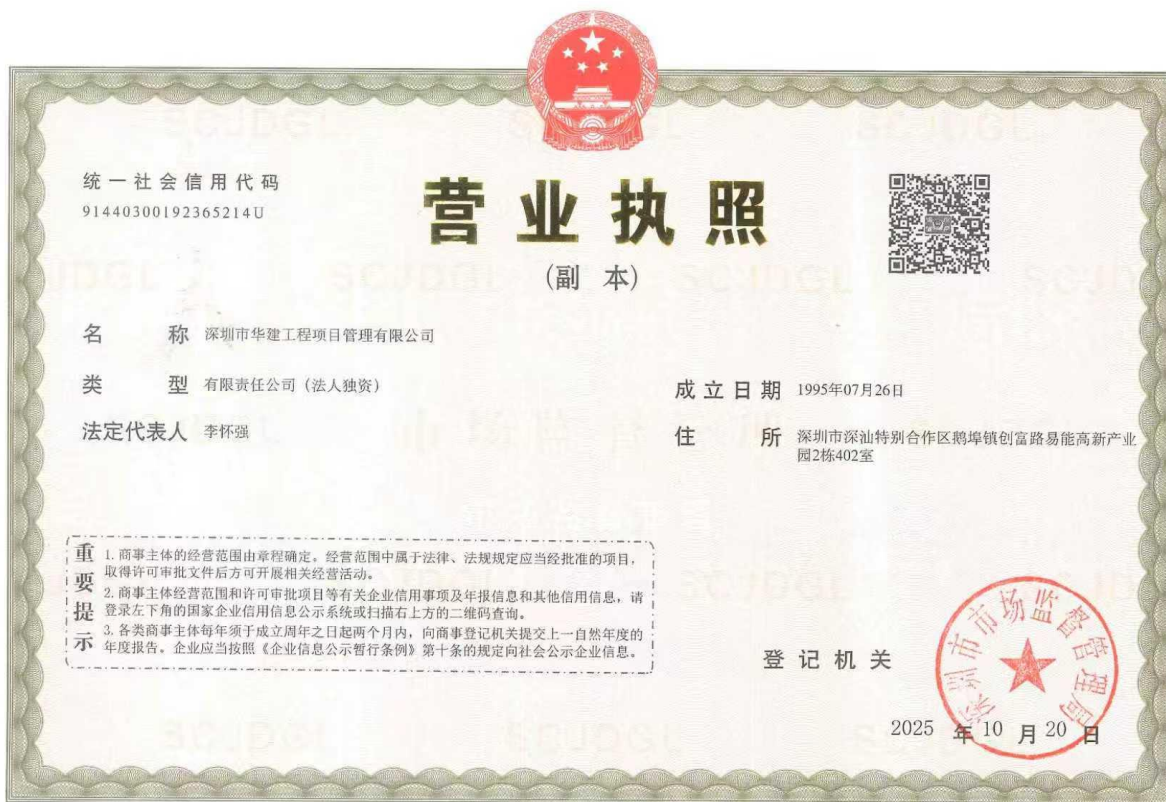 统一社会信用代码
91440300192365214U
营业执照
(副 本)
名 称 深圳市华建工程项目管理有限公司
类 型 有限责任公司（法人独资）
法定代表人 李怀强
成立日期 1995年07月26日
住 所 深圳市深汕特别合作区鹅埠镇创富路易能高新产业
园2栋402室
重要提示
1. 商事主体的经营范围由章程确定。经营范围中属于法律、法规规定应当经批准的项目，
取得许可审批文件后方可开展相关经营活动。
2. 商事主体经营范围和许可审批项目等有关企业信用事项及年报信息和其他信用信息，请
登录左下角的国家企业信用信息公示系统或扫描右上方的二维码查询。
3. 各类商事主体每年须于成立周年之日起两个月内，向商事登记机关提交上一自然年度的
年度报告。企业应当按照《企业信息公示暂行条例》第十条的规定向社会公示企业信息。
登记机关
深圳市市场监督管理局
2025 年 10 月 20 日
SCJDGL